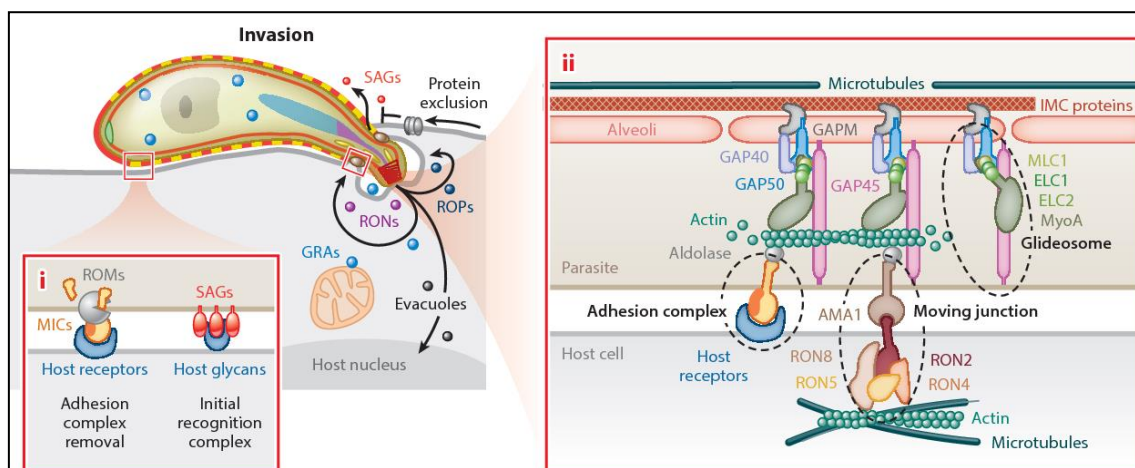 Invasion
SAGs
Protein
exclusion
ROPs
RONs
GRAs
Evacuoles
Host nucleus
i
ROMs
MICs
SAGs
Host receptors
Host glycans
Adhesion
complex
removal
Initial
recognition
complex
ii
Microtubules
IMC proteins
Alveoli
GAPM
GAP40
GAP50
GAP45
MLC1
ELC1
ELC2
MyoA
Glideosome
Actin
Aldolase
Parasite
Adhesion complex
AMA1
Moving junction
Host cell
Host
receptors
RON8
RON5
RON2
RON4
Actin
Microtubules